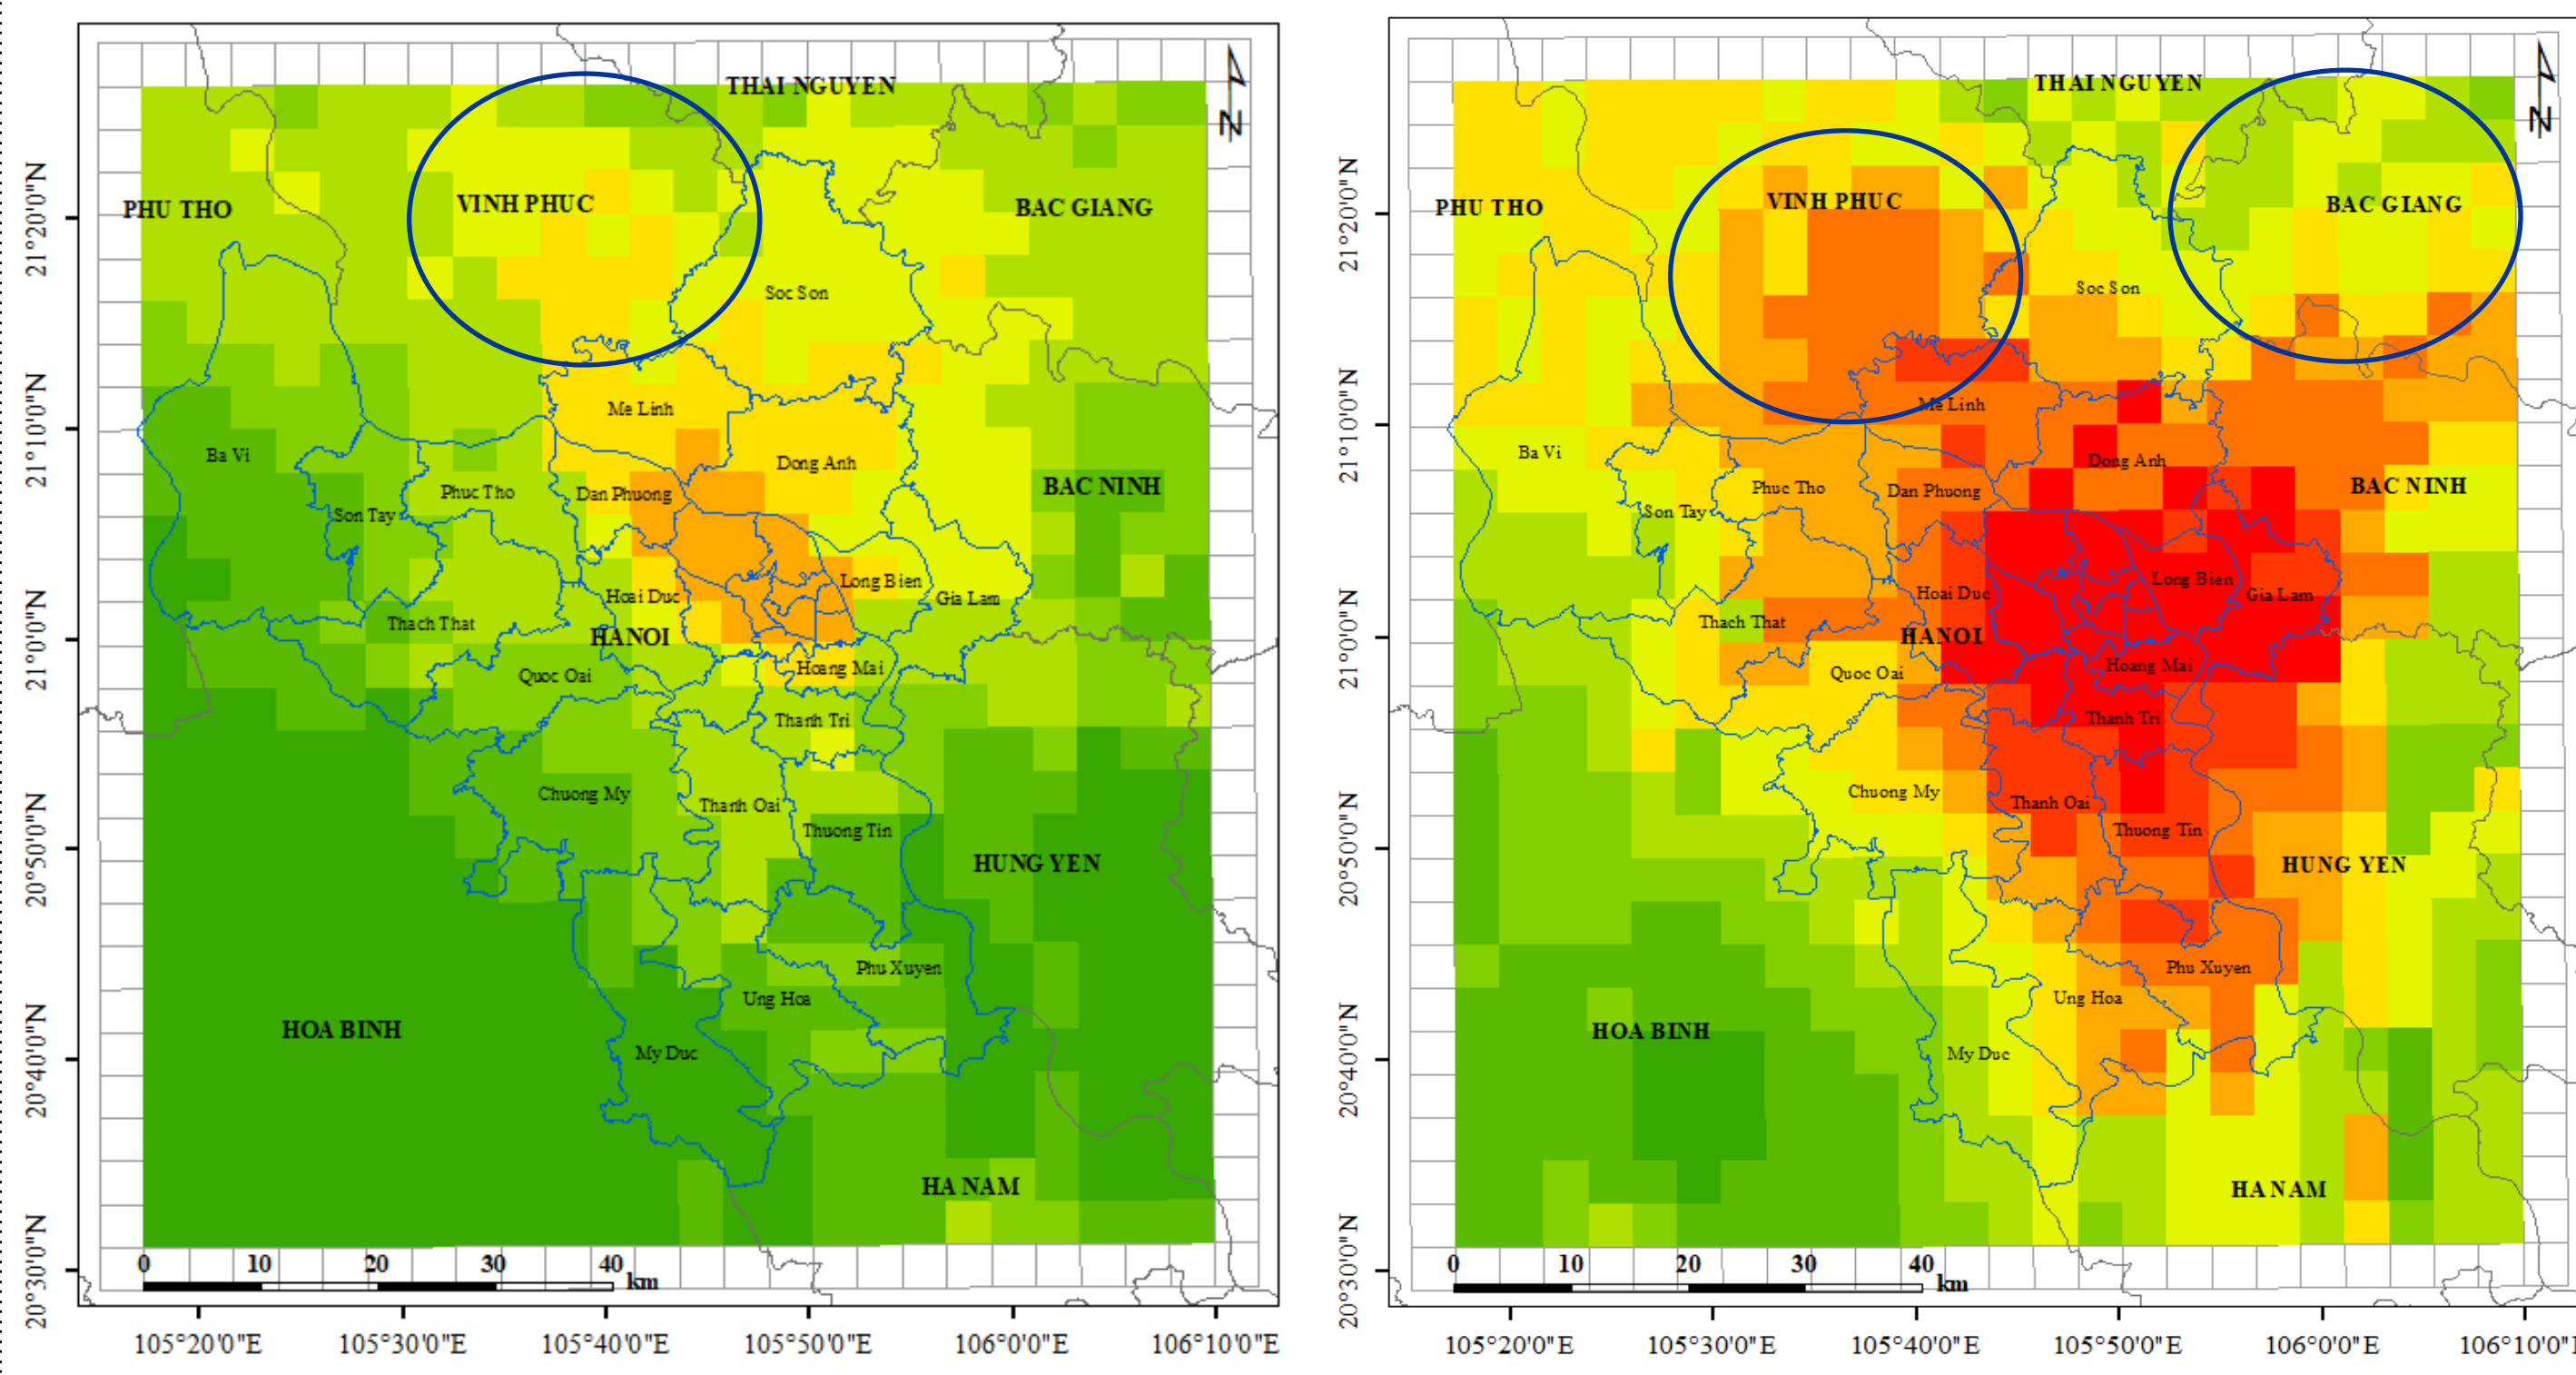 THAI NGUYEN
PHU THO
VINH PHUC
BAC GIANG
Soc Son
Me Linh
Ba Vi
Dong Anh
Phuc Tho
Dan Phuong
BAC NINH
Son Tay
Long Bien
Hoai Duc
Gia Lam
Thach That
HANOI
Hoang Mai
Quoc Oai
Thanh Tri
Chuong My
Thanh Oai
Thuong Tin
HUNG YEN
Phu Xuyen
Ung Hoa
HOA BINH
My Duc
HA NAM
0 10 20 30 40 km
21°20'0"N
21°10'0"N
21°0'0"N
20°50'0"N
20°40'0"N
20°30'0"N
105°20'0"E 105°30'0"E 105°40'0"E 105°50'0"E 106°0'0"E 106°10'0"E
N
THAI NGUYEN
PHU THO
VINH PHUC
BAC GIANG
Soc Son
Me Linh
Ba Vi
Dong Anh
Phuc Tho
Dan Phuong
BAC NINH
Son Tay
Long Bien
Hoai Duc
Gia Lam
Thach That
HANOI
Hoang Mai
Quoc Oai
Thanh Tri
Chuong My
Thanh Oai
Thuong Tin
HUNG YEN
Phu Xuyen
Ung Hoa
HOA BINH
My Duc
HA NAM
0 10 20 30 40 km
21°20'0"N
21°10'0"N
21°0'0"N
20°50'0"N
20°40'0"N
20°30'0"N
105°20'0"E 105°30'0"E 105°40'0"E 105°50'0"E 106°0'0"E 106°10'0"
N